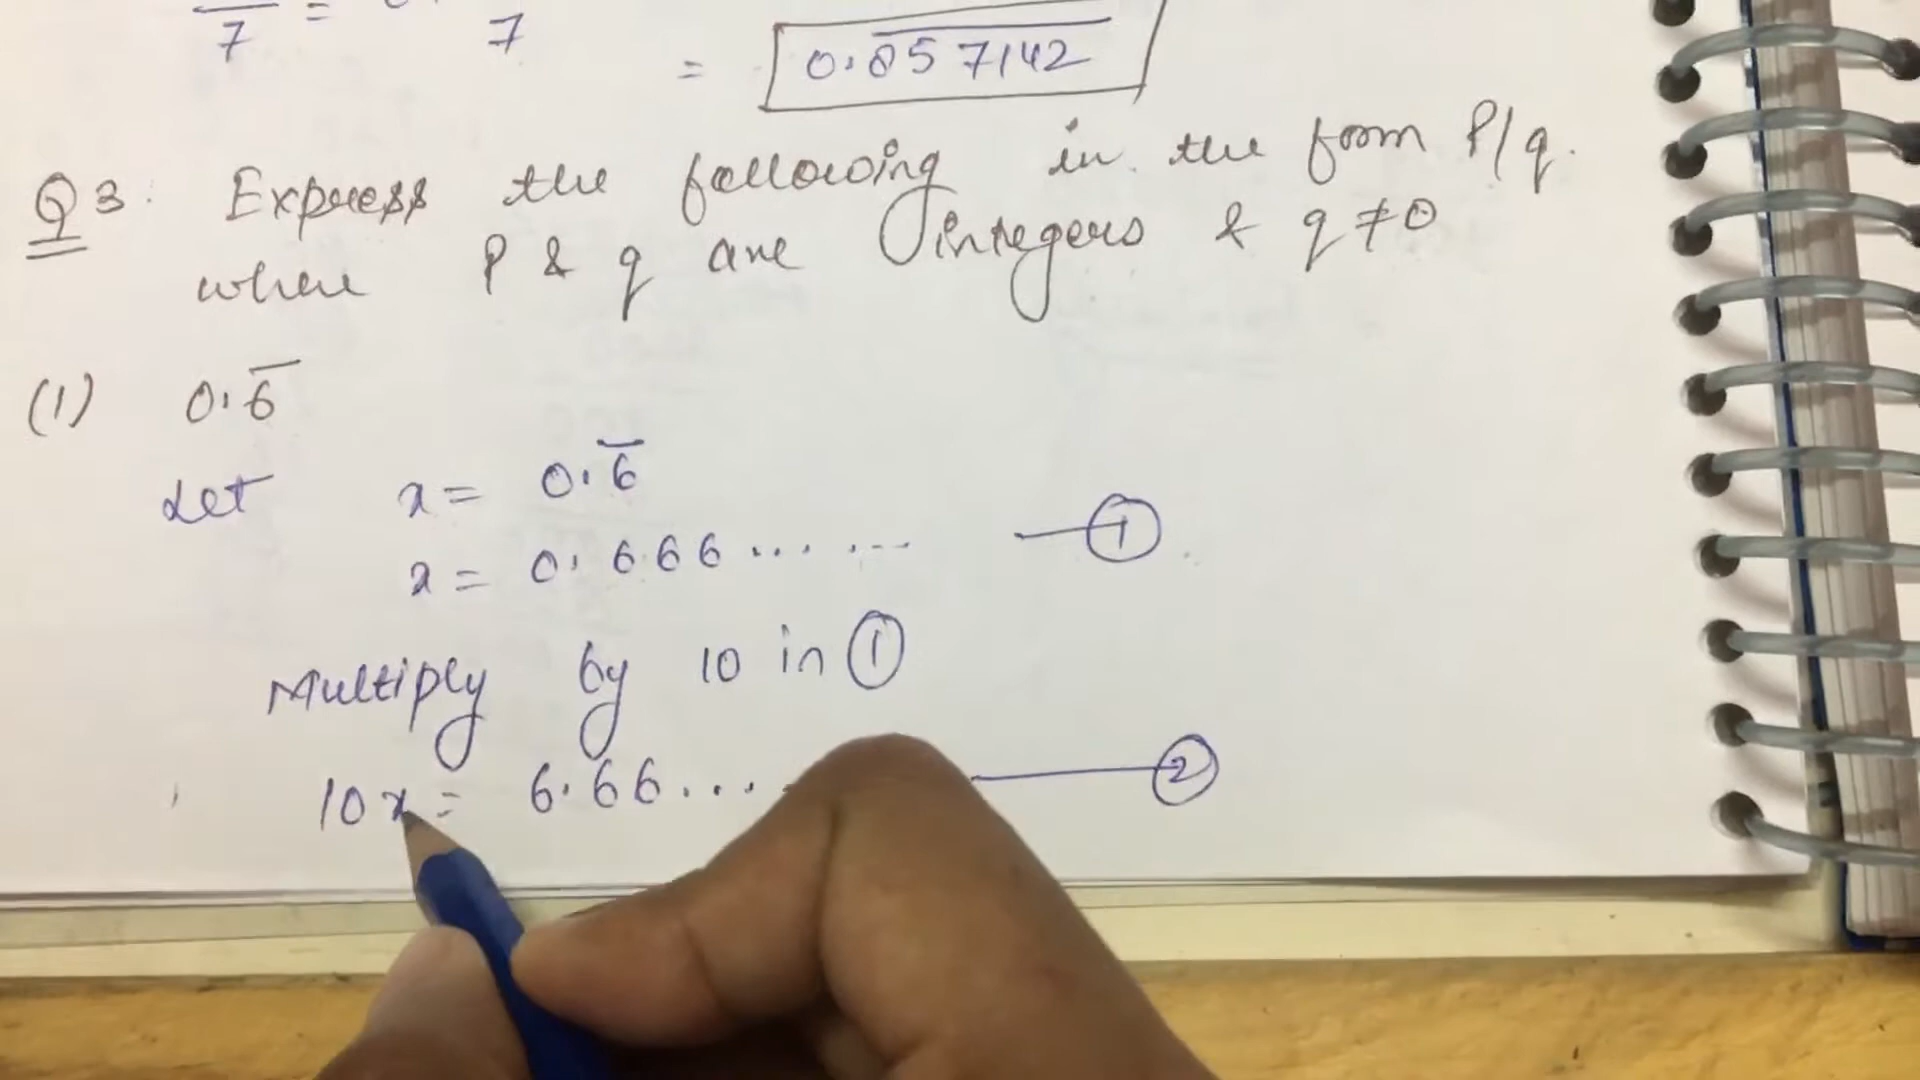 7 = 7
= 0.857142
Q3. Express the following in the form P/q.
where P & q are integers & q ≠ 0
(1) 0.6̅
Let x = 0.6̅
x = 0.666...... — ①
Multiply by 10 in ①
10x = 6.66... — ②